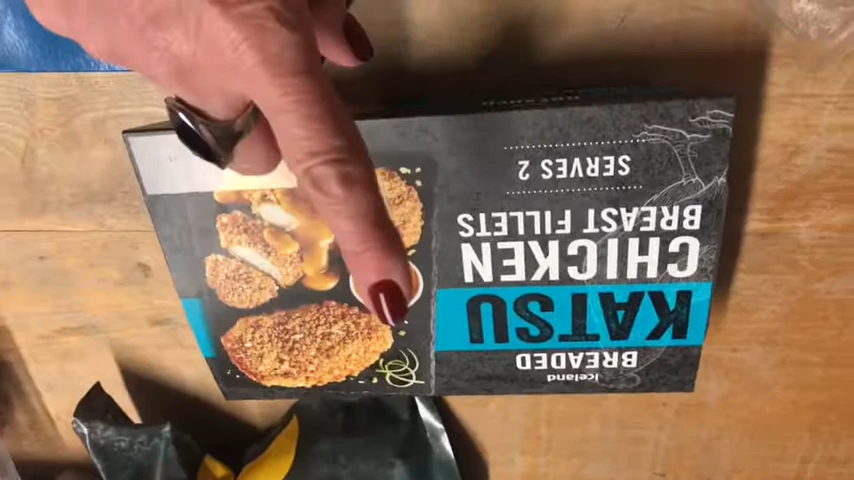 Iceland
BREADED
KATSU
CHICKEN
BREAST FILLETS
SERVES 2